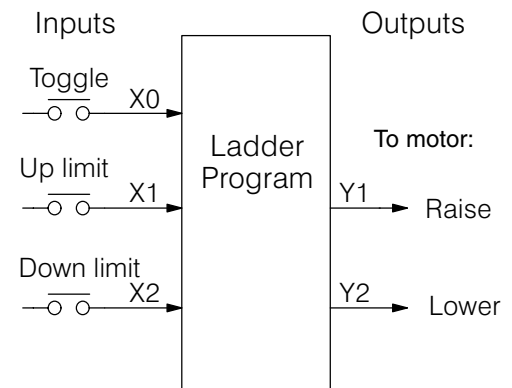 Inputs
Outputs
Toggle
X0
Ladder
Program
To motor:
Up limit
X1
Y1
Raise
Down limit
X2
Y2
Lower